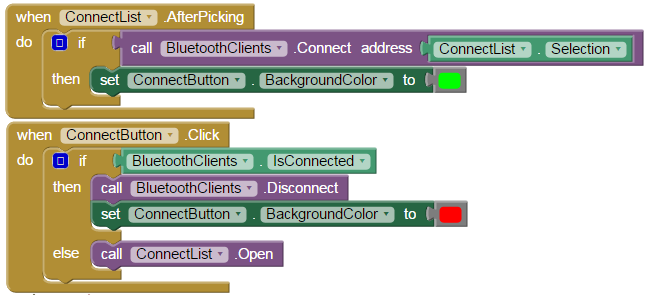 when ConnectList .AfterPicking
do if call BluetoothClients .Connect address ConnectList . Selection
then set ConnectButton . BackgroundColor to
when ConnectButton .Click
do if BluetoothClients . IsConnected
then call BluetoothClients .Disconnect
set ConnectButton . BackgroundColor to
else call ConnectList .Open